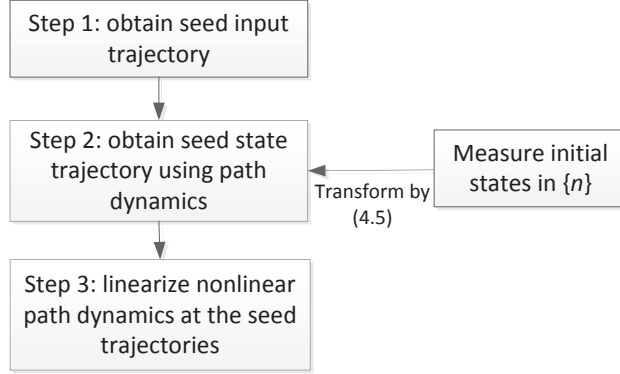 Step 1: obtain seed input
trajectory
Step 2: obtain seed state
trajectory using path
dynamics
Measure initial
states in {n}
Transform by
(4.5)
Step 3: linearize nonlinear
path dynamics at the seed
trajectories